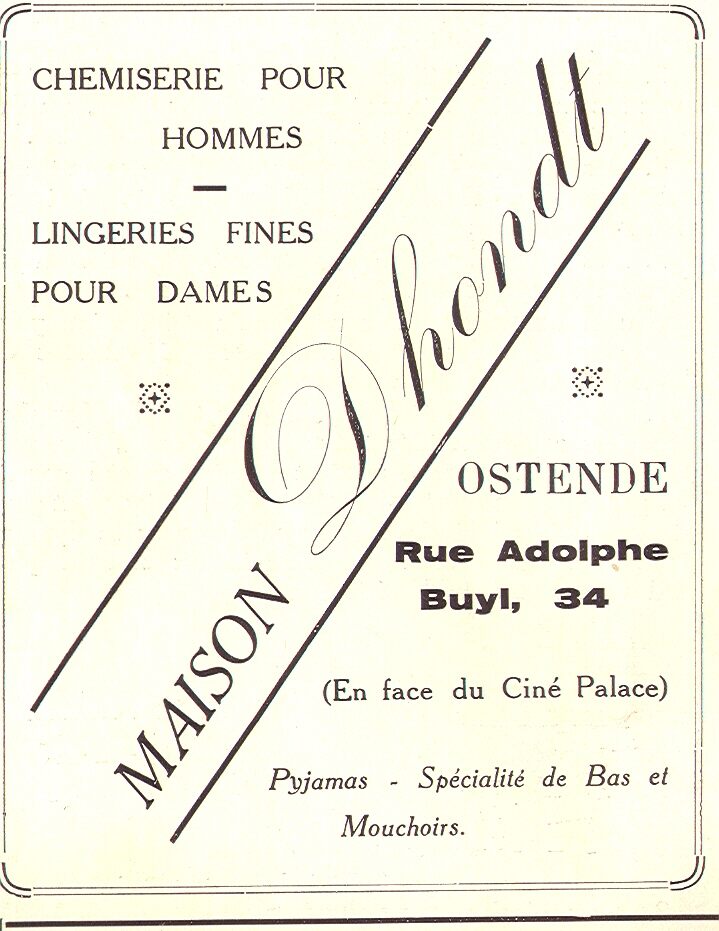 CHEMISERIE POUR
HOMMES
LINGERIES FINES
POUR DAMES
MAISON Dhondt
OSTENDE
Rue Adolphe
Buyl, 34
(En face du Ciné Palace)
Pyjamas - Spécialité de Bas et
Mouchoirs.